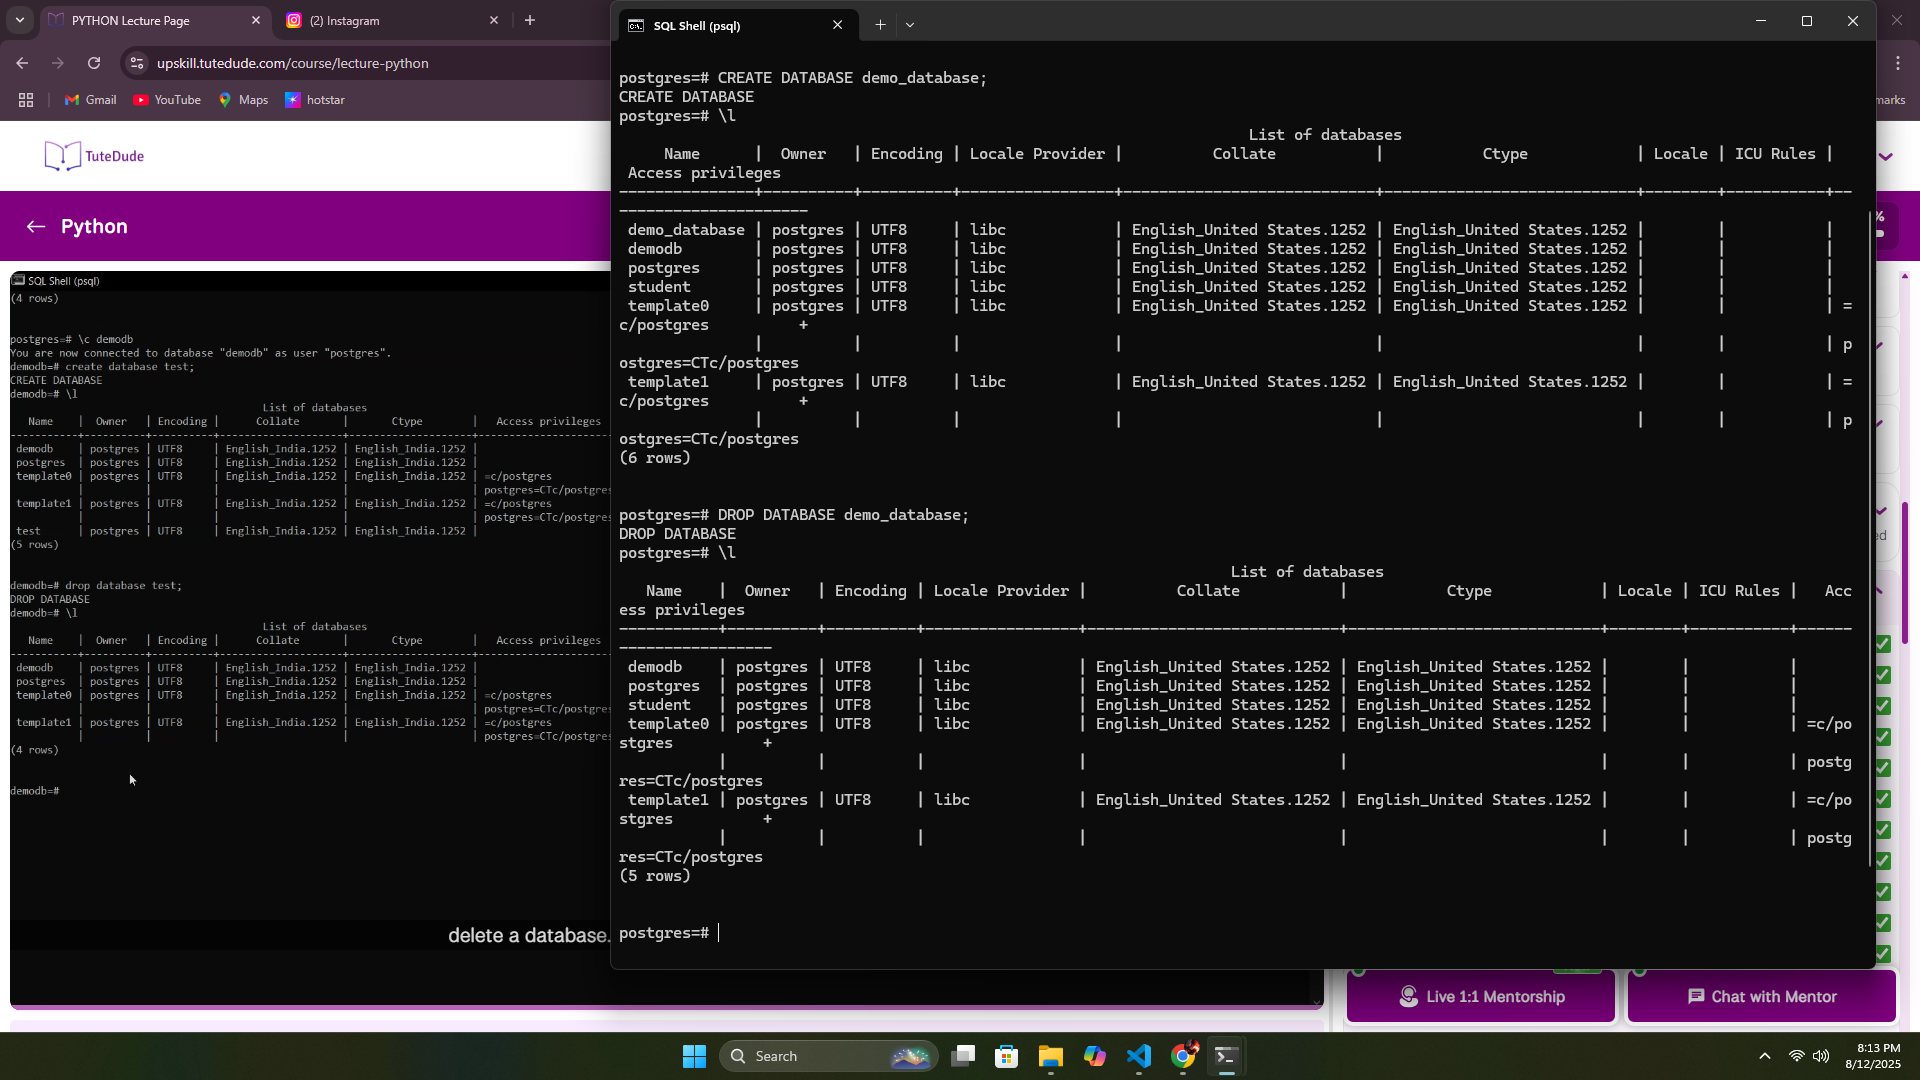 PYTHON Lecture Page
(2) Instagram
upskill.tutedude.com/course/lecture-python
Gmail
YouTube
Maps
hotstar
marks
TuteDude
Python
%
SQL Shell (psql)
(4 rows)
postgres=# \c demodb
You are now connected to database "demodb" as user "postgres".
demodb=# create database test;
CREATE DATABASE
demodb=# \l
List of databases
Name | Owner | Encoding | Collate | Ctype | Access privileges
----------+----------+----------+--------------------+--------------------+--------------------
demodb | postgres | UTF8 | English_India.1252 | English_India.1252 |
postgres | postgres | UTF8 | English_India.1252 | English_India.1252 |
template0 | postgres | UTF8 | English_India.1252 | English_India.1252 | =c/postgres
| | | | | postgres=CTc/postgres
template1 | postgres | UTF8 | English_India.1252 | English_India.1252 | =c/postgres
| | | | | postgres=CTc/postgres
test | postgres | UTF8 | English_India.1252 | English_India.1252 |
(5 rows)
demodb=# drop database test;
DROP DATABASE
demodb=# \l
List of databases
Name | Owner | Encoding | Collate | Ctype | Access privileges
----------+----------+----------+--------------------+--------------------+--------------------
demodb | postgres | UTF8 | English_India.1252 | English_India.1252 |
postgres | postgres | UTF8 | English_India.1252 | English_India.1252 |
template0 | postgres | UTF8 | English_India.1252 | English_India.1252 | =c/postgres
| | | | | postgres=CTc/postgres
template1 | postgres | UTF8 | English_India.1252 | English_India.1252 | =c/postgres
| | | | | postgres=CTc/postgres
(4 rows)
demodb=#
delete a database.
SQL Shell (psql)
postgres=# CREATE DATABASE demo_database;
CREATE DATABASE
postgres=# \l
List of databases
Name | Owner | Encoding | Locale Provider | Collate | Ctype | Locale | ICU Rules |
Access privileges
---------------+----------+----------+-----------------+----------------------------+----------------------------+--------+-----------+--
---------------------
demo_database | postgres | UTF8 | libc | English_United States.1252 | English_United States.1252 | | |
demodb | postgres | UTF8 | libc | English_United States.1252 | English_United States.1252 | | |
postgres | postgres | UTF8 | libc | English_United States.1252 | English_United States.1252 | | |
student | postgres | UTF8 | libc | English_United States.1252 | English_United States.1252 | | |
template0 | postgres | UTF8 | libc | English_United States.1252 | English_United States.1252 | | | =
c/postgres +
| | | | | | | | p
ostgres=CTc/postgres
template1 | postgres | UTF8 | libc | English_United States.1252 | English_United States.1252 | | | =
c/postgres +
| | | | | | | | p
ostgres=CTc/postgres
(6 rows)
postgres=# DROP DATABASE demo_database;
DROP DATABASE
postgres=# \l
List of databases
Name | Owner | Encoding | Locale Provider | Collate | Ctype | Locale | ICU Rules | Acc
ess privileges
-----------+----------+----------+-----------------+----------------------------+----------------------------+--------+-----------+------
-----------------
demodb | postgres | UTF8 | libc | English_United States.1252 | English_United States.1252 | | |
postgres | postgres | UTF8 | libc | English_United States.1252 | English_United States.1252 | | |
student | postgres | UTF8 | libc | English_United States.1252 | English_United States.1252 | | |
template0 | postgres | UTF8 | libc | English_United States.1252 | English_United States.1252 | | | =c/po
stgres +
| | | | | | | | postg
res=CTc/postgres
template1 | postgres | UTF8 | libc | English_United States.1252 | English_United States.1252 | | | =c/po
stgres +
| | | | | | | | postg
res=CTc/postgres
(5 rows)
postgres=#
ed
Live 1:1 Mentorship
Chat with Mentor
Search
8:13 PM
8/12/2025